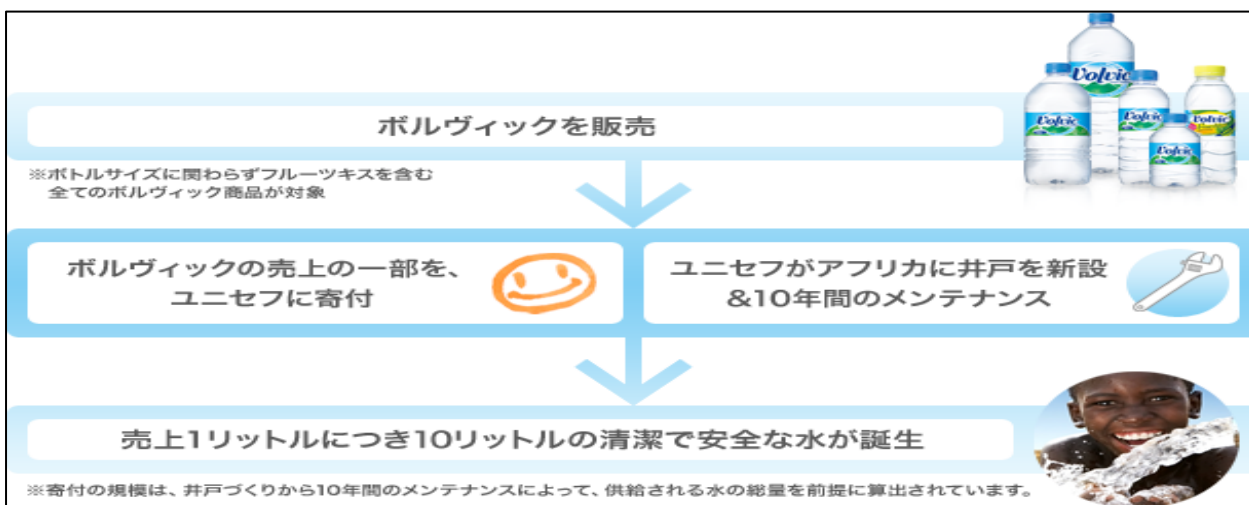 Volvic
Volvic
Volvic
Volvic
Volvic
ボルヴィックを販売
※ボトルサイズに関わらずフルーツキスを含む
全てのボルヴィック商品が対象
ボルヴィックの売上の一部を、
ユニセフに寄付
ユニセフがアフリカに井戸を新設
&10年間のメンテナンス
売上1リットルにつき10リットルの清潔で安全な水が誕生
※寄付の規模は、井戸づくりから10年間のメンテナンスによって、供給される水の総量を前提に算出されています。